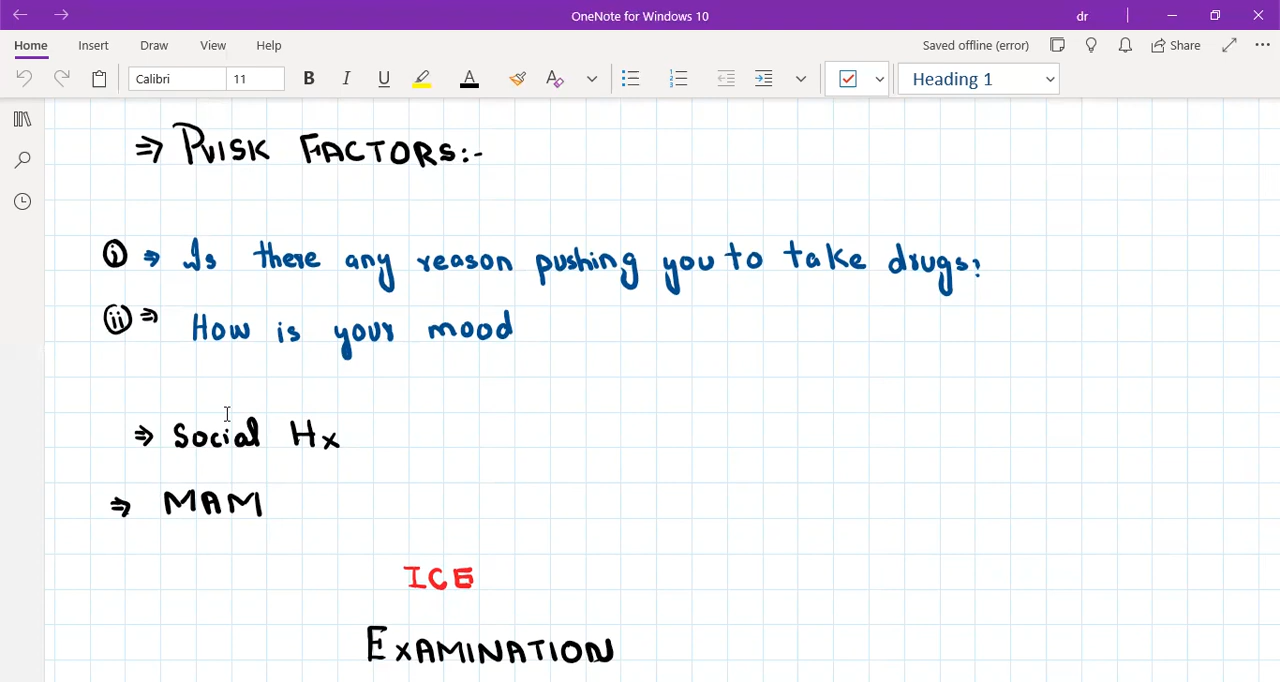 OneNote for Windows 10
dr
Home Insert Draw View Help
Saved offline (error)
Share
Calibri 11 B I U A A Heading 1
⇒ RISK FACTORS:-
(i) ⇒ Is there any reason pushing you to take drugs?
(ii) ⇒ How is your mood
⇒ Social Hx
⇒ MAM
ICE
EXAMINATION